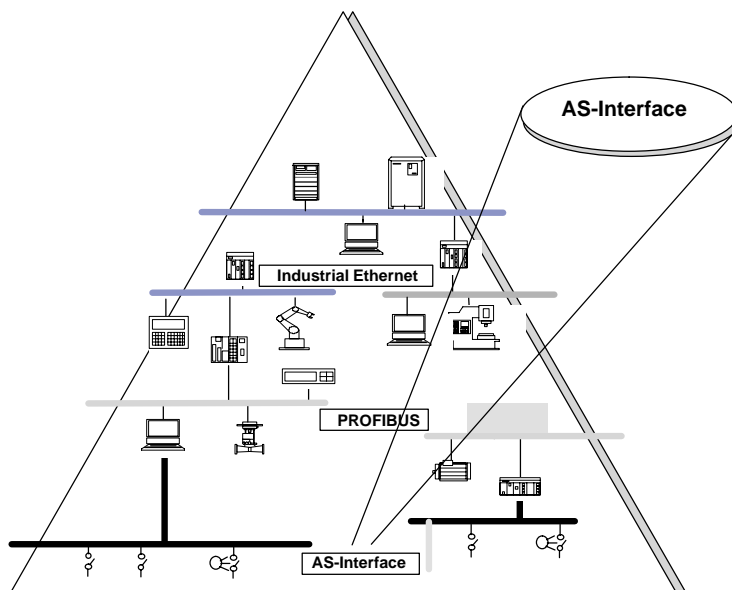 AS-Interface
Industrial Ethernet
PROFIBUS
AS-Interface